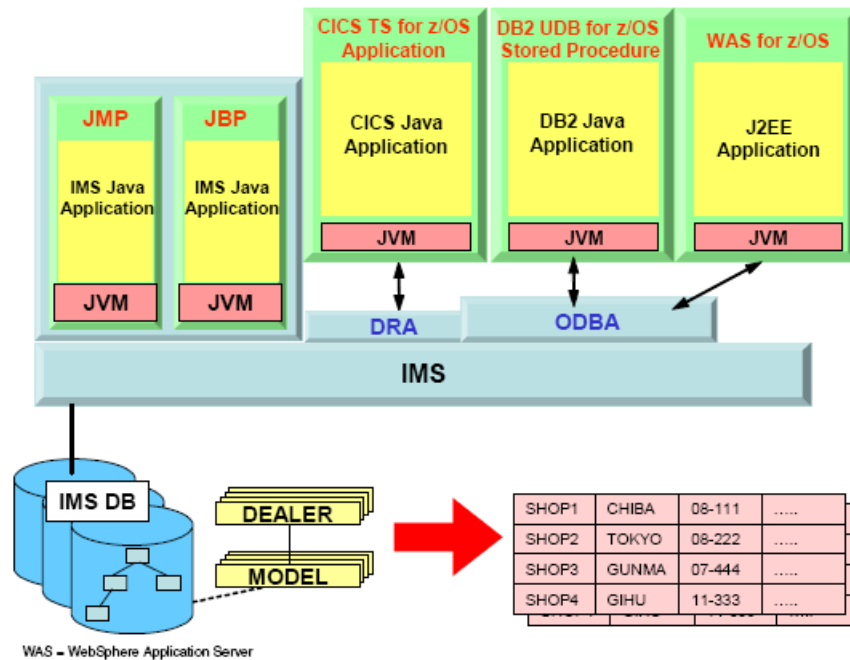 CICS TS for z/OS
Application
DB2 UDB for z/OS
Stored Procedure
WAS for z/OS
JMP
JBP
CICS Java
Application
DB2 Java
Application
J2EE
Application
IMS Java
Application
IMS Java
Application
JVM
JVM
JVM
JVM
JVM
DRA
ODBA
IMS
IMS DB
DEALER
MODEL
SHOP1 CHIBA 08-111 .....
SHOP2 TOKYO 08-222 .....
SHOP3 GUNMA 07-444 .....
SHOP4 GIHU 11-333 .....
WAS = WebSphere Application Server